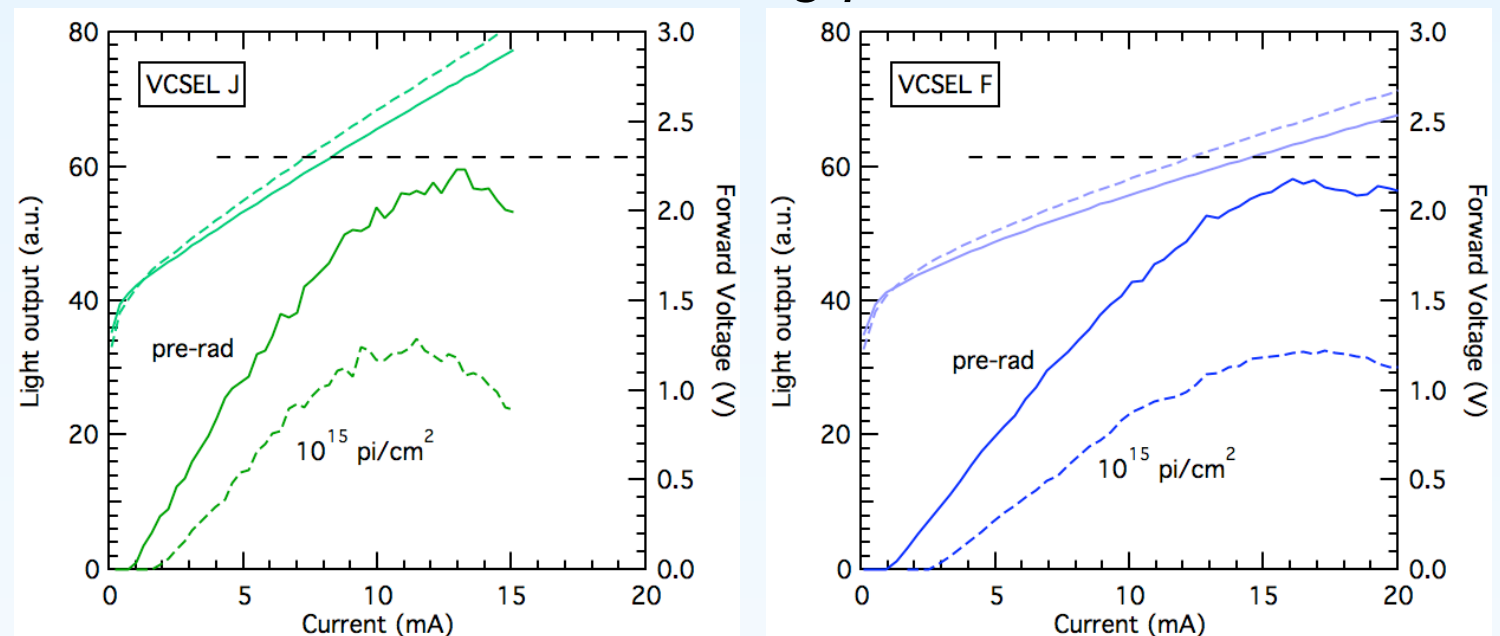 VCSEL J
Light output (a.u.)
80
60
40
20
0
3.0
2.5
2.0
1.5
1.0
0.5
0.0
Forward Voltage (V)
pre-rad
10^15 pi/cm^2
0 5 10 15 20
Current (mA)
VCSEL F
Light output (a.u.)
80
60
40
20
0
3.0
2.5
2.0
1.5
1.0
0.5
0.0
Forward Voltage (V)
pre-rad
10^15 pi/cm^2
0 5 10 15 20
Current (mA)